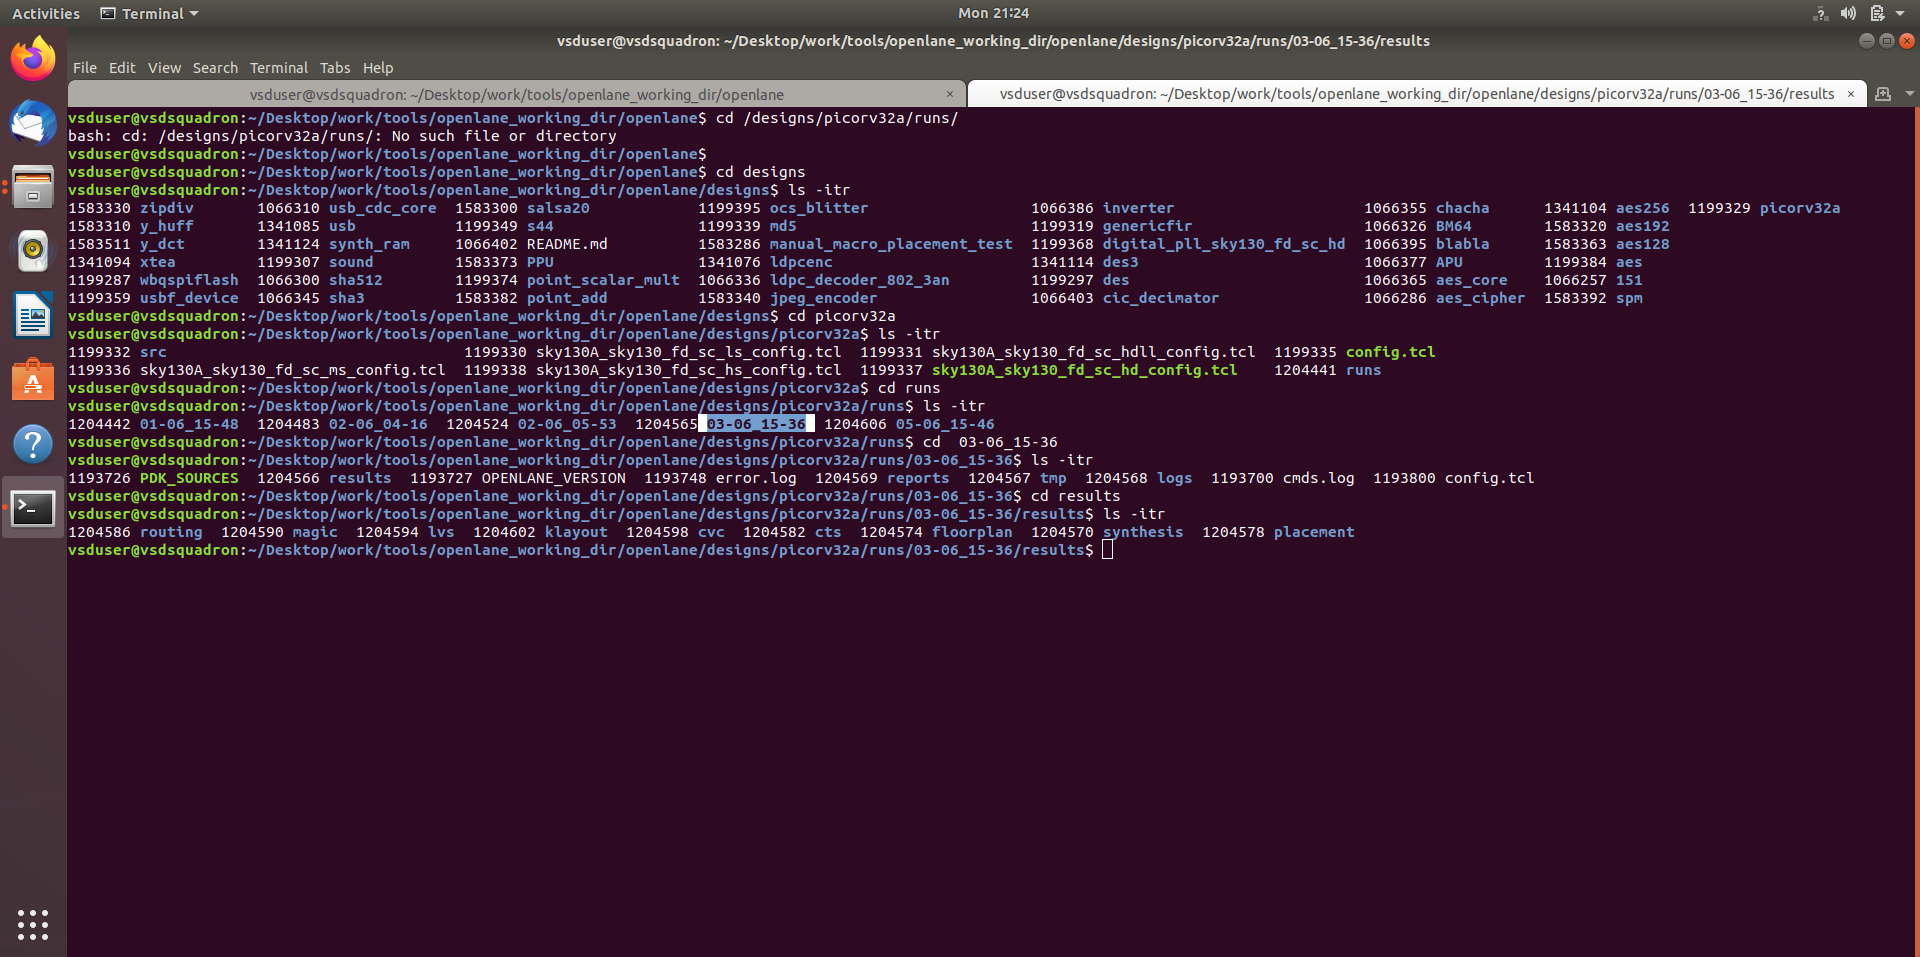 Activities Terminal Mon 21:24
vsduser@vsdsquadron: ~/Desktop/work/tools/openlane_working_dir/openlane/designs/picorv32a/runs/03-06_15-36/results
File Edit View Search Terminal Tabs Help
vsduser@vsdsquadron: ~/Desktop/work/tools/openlane_working_dir/openlane × vsduser@vsdsquadron: ~/Desktop/work/tools/openlane_working_dir/openlane/designs/picorv32a/runs/03-06_15-36/results ×
vsduser@vsdsquadron:~/Desktop/work/tools/openlane_working_dir/openlane$ cd /designs/picorv32a/runs/
bash: cd: /designs/picorv32a/runs/: No such file or directory
vsduser@vsdsquadron:~/Desktop/work/tools/openlane_working_dir/openlane$
vsduser@vsdsquadron:~/Desktop/work/tools/openlane_working_dir/openlane$ cd designs
vsduser@vsdsquadron:~/Desktop/work/tools/openlane_working_dir/openlane/designs$ ls -itr
1583330 zipdiv 1066310 usb_cdc_core 1583300 salsa20 1199395 ocs_blitter 1066386 inverter 1066355 chacha 1341104 aes256 1199329 picorv32a
1583310 y_huff 1341085 usb 1199349 s44 1199339 md5 1199319 genericfir 1066326 BM64 1583320 aes192
1583511 y_dct 1341124 synth_ram 1066402 README.md 1583286 manual_macro_placement_test 1199368 digital_pll_sky130_fd_sc_hd 1066395 blabla 1583363 aes128
1341094 xtea 1199307 sound 1583373 PPU 1341076 ldpcenc 1341114 des3 1066377 APU 1199384 aes
1199287 wbqspiflash 1066300 sha512 1199374 point_scalar_mult 1066336 ldpc_decoder_802_3an 1199297 des 1066365 aes_core 1066257 151
1199359 usbf_device 1066345 sha3 1583382 point_add 1583340 jpeg_encoder 1066403 cic_decimator 1066286 aes_cipher 1583392 spm
vsduser@vsdsquadron:~/Desktop/work/tools/openlane_working_dir/openlane/designs$ cd picorv32a
vsduser@vsdsquadron:~/Desktop/work/tools/openlane_working_dir/openlane/designs/picorv32a$ ls -itr
1199332 src 1199330 sky130A_sky130_fd_sc_ls_config.tcl 1199331 sky130A_sky130_fd_sc_hdll_config.tcl 1199335 config.tcl
1199336 sky130A_sky130_fd_sc_ms_config.tcl 1199338 sky130A_sky130_fd_sc_hs_config.tcl 1199337 sky130A_sky130_fd_sc_hd_config.tcl 1204441 runs
vsduser@vsdsquadron:~/Desktop/work/tools/openlane_working_dir/openlane/designs/picorv32a$ cd runs
vsduser@vsdsquadron:~/Desktop/work/tools/openlane_working_dir/openlane/designs/picorv32a/runs$ ls -itr
1204442 01-06_15-48 1204483 02-06_04-16 1204524 02-06_05-53 1204565 03-06_15-36 1204606 05-06_15-46
vsduser@vsdsquadron:~/Desktop/work/tools/openlane_working_dir/openlane/designs/picorv32a/runs$ cd  03-06_15-36
vsduser@vsdsquadron:~/Desktop/work/tools/openlane_working_dir/openlane/designs/picorv32a/runs/03-06_15-36$ ls -itr
1193726 PDK_SOURCES 1204566 results 1193727 OPENLANE_VERSION 1193748 error.log 1204569 reports 1204567 tmp 1204568 logs 1193700 cmds.log 1193800 config.tcl
vsduser@vsdsquadron:~/Desktop/work/tools/openlane_working_dir/openlane/designs/picorv32a/runs/03-06_15-36$ cd results
vsduser@vsdsquadron:~/Desktop/work/tools/openlane_working_dir/openlane/designs/picorv32a/runs/03-06_15-36/results$ ls -itr
1204586 routing 1204590 magic 1204594 lvs 1204602 klayout 1204598 cvc 1204582 cts 1204574 floorplan 1204570 synthesis 1204578 placement
vsduser@vsdsquadron:~/Desktop/work/tools/openlane_working_dir/openlane/designs/picorv32a/runs/03-06_15-36/results$